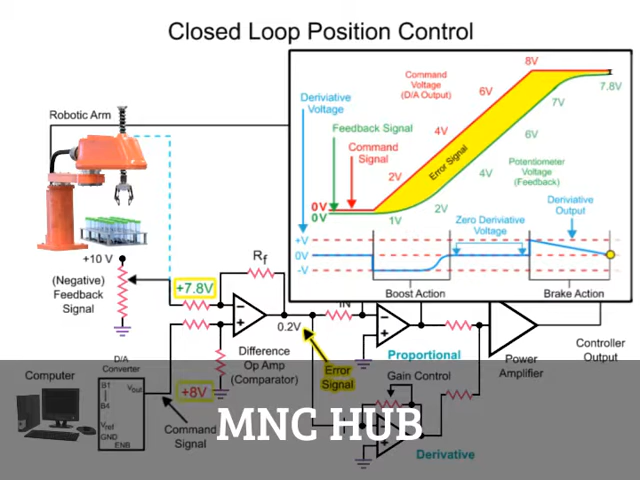 Closed Loop Position Control
Robotic Arm
+10 V
(Negative)
Feedback
Signal
+7.8V
Rf
0.2V
IN
Difference
Op Amp
(Comparator)
Error
Signal
Proportional
Gain Control
Derivative
Power
Amplifier
Controller
Output
Computer
D/A
Converter
B1
B4
Vout
Vref
GND
ENB
+8V
Command
Signal
MNC HUB
Derivative
Voltage
Feedback Signal
Command
Signal
Command
Voltage
(D/A Output)
0V
0V
2V
4V
6V
8V
Error Signal
1V
2V
4V
6V
7V
7.8V
Potentiometer
Voltage
(Feedback)
Derivative
Output
Zero Deriviative
Voltage
+V
0V
-V
Boost Action
Brake Action